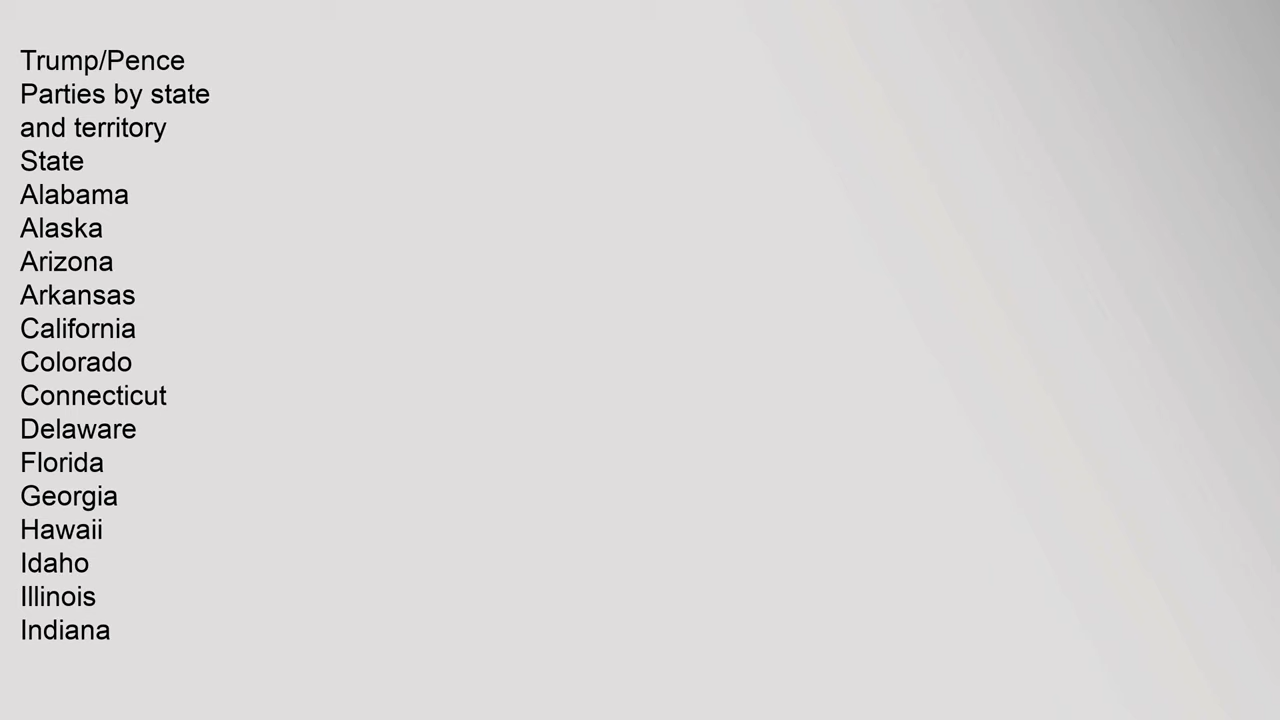 Trump/Pence
Parties by state
and territory
State
Alabama
Alaska
Arizona
Arkansas
California
Colorado
Connecticut
Delaware
Florida
Georgia
Hawaii
Idaho
Illinois
Indiana